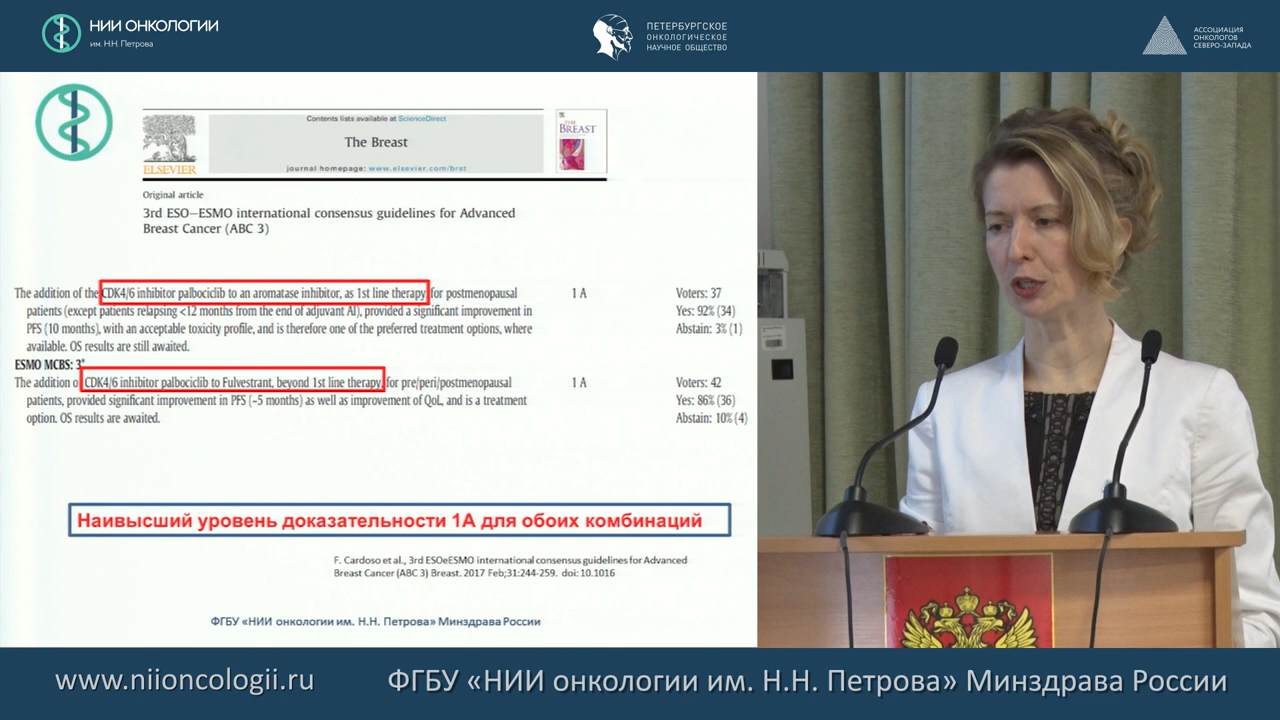 НИИ ОНКОЛОГИИ
им. Н.Н. Петрова
ПЕТЕРБУРГСКОЕ
ОНКОЛОГИЧЕСКОЕ
НАУЧНОЕ ОБЩЕСТВО
АССОЦИАЦИЯ
ОНКОЛОГОВ
СЕВЕРО-ЗАПАДА
Contents lists available at ScienceDirect
The Breast
journal homepage: www.elsevier.com/brst
ELSEVIER
THE
BREAST
Original article
3rd ESO–ESMO international consensus guidelines for Advanced
Breast Cancer (ABC 3)
The addition of the CDK4/6 inhibitor palbociclib to an aromatase inhibitor, as 1st line therapy, for postmenopausal 1 A Voters: 37
patients (except patients relapsing <12 months from the end of adjuvant AI), provided a significant improvement in Yes: 92% (34)
PFS (10 months), with an acceptable toxicity profile, and is therefore one of the preferred treatment options, where Abstain: 3% (1)
available. OS results are still awaited.
ESMO MCBS: 3*
The addition o CDK4/6 inhibitor palbociclib to Fulvestrant, beyond 1st line therapy, for pre/peri/postmenopausal 1 A Voters: 42
patients, provided significant improvement in PFS (~5 months) as well as improvement of QoL, and is a treatment Yes: 86% (36)
option. OS results are awaited. Abstain: 10% (4)
Наивысший уровень доказательности 1А для обоих комбинаций
F. Cardoso et al., 3rd ESOeESMO international consensus guidelines for Advanced
Breast Cancer (ABC 3) Breast. 2017 Feb;31:244-259. doi: 10.1016
ФГБУ «НИИ онкологии им. Н.Н. Петрова» Минздрава России
www.niioncologii.ru ФГБУ «НИИ онкологии им. Н.Н. Петрова» Минздрава России